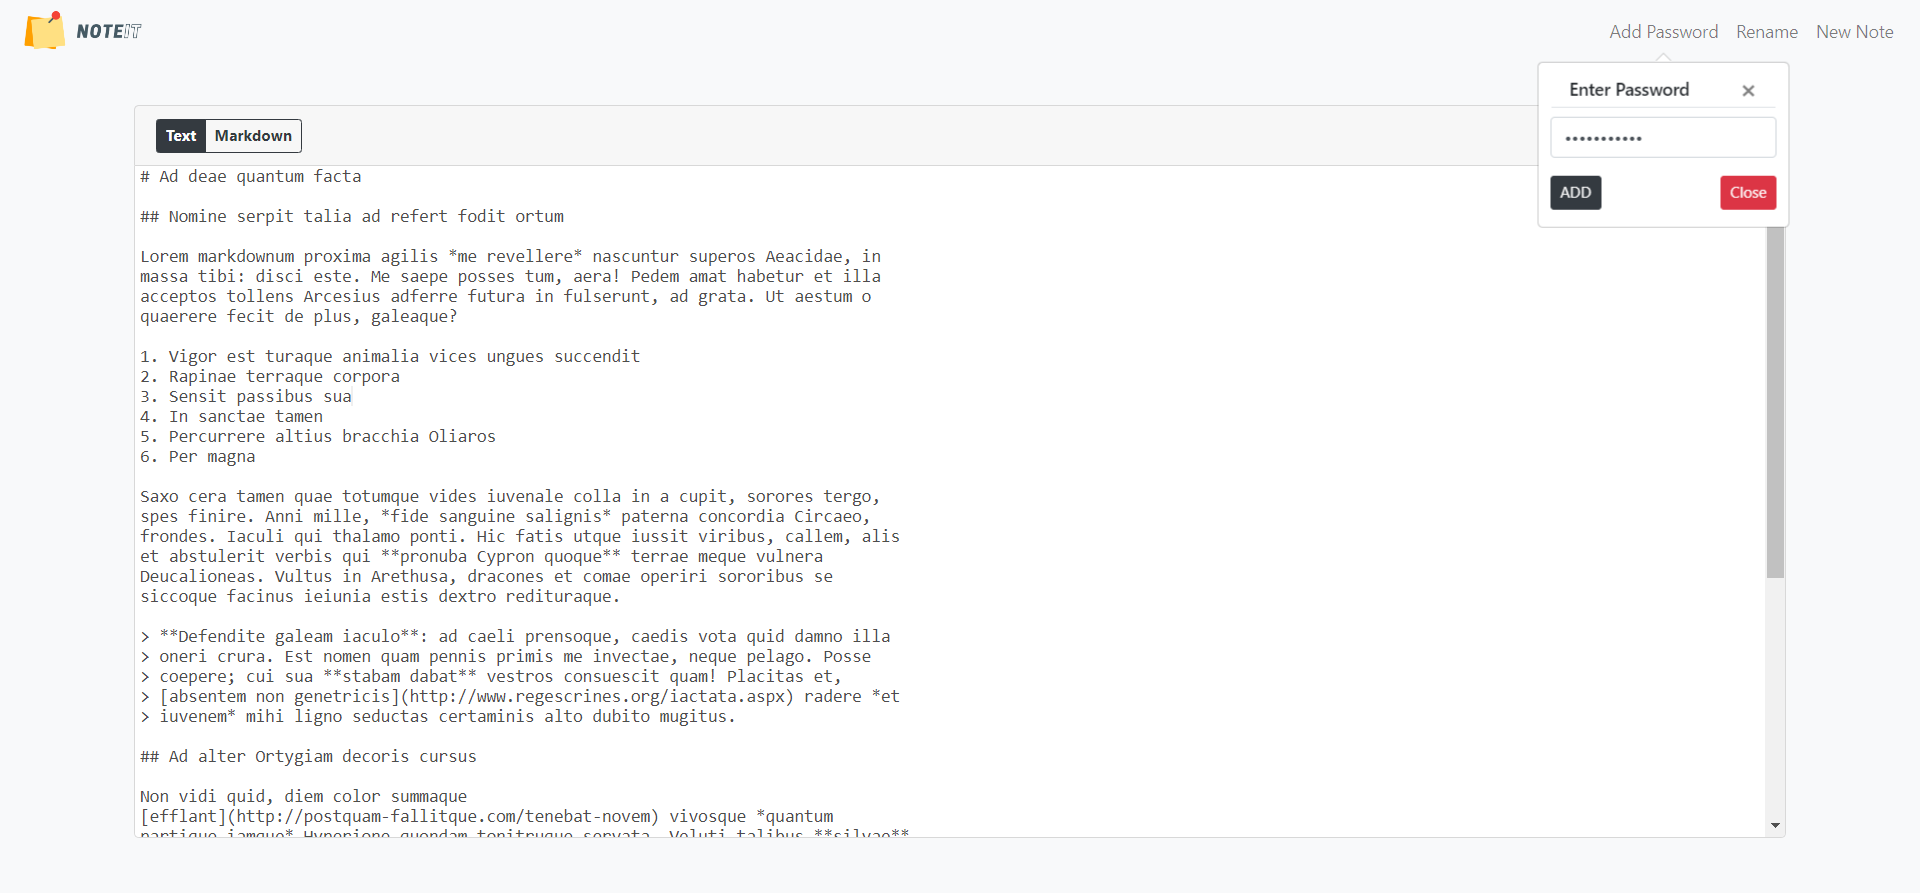 NOTEIT
Add Password Rename New Note
Enter Password ×
•••••••••••
ADD Close
Text Markdown
# Ad deae quantum facta
## Nomine serpit talia ad refert fodit ortum
Lorem markdownum proxima agilis *me revellere* nascuntur superos Aeacidae, in
massa tibi: disci este. Me saepe posses tum, aera! Pedem amat habetur et illa
acceptos tollens Arcesius adferre futura in fulserunt, ad grata. Ut aestum o
quaerere fecit de plus, galeaque?
1. Vigor est turaque animalia vices ungues succendit
2. Rapinae terraque corpora
3. Sensit passibus sua
4. In sanctae tamen
5. Percurrere altius bracchia Oliaros
6. Per magna
Saxo cera tamen quae totumque vides iuvenale colla in a cupit, sorores tergo,
spes finire. Anni mille, *fide sanguine salignis* paterna concordia Circaeo,
frondes. Iaculi qui thalamo ponti. Hic fatis utque iussit viribus, callem, alis
et abstulerit verbis qui **pronuba Cypron quoque** terrae meque vulnera
Deucalioneas. Vultus in Arethusa, dracones et comae operiri sororibus se
siccoque facinus ieiunia estis dextro redituraque.
> **Defendite galeam iaculo**: ad caeli prensoque, caedis vota quid damno illa
> oneri crura. Est nomen quam pennis primis me invectae, neque pelago. Posse
> coepere; cui sua **stabam dabat** vestros consuescit quam! Placitas et,
> [absentem non genetricis](http://www.regescrines.org/iactata.aspx) radere *et
> iuvenem* mihi ligno seductas certaminis alto dubito mugitus.
## Ad alter Ortygiam decoris cursus
Non vidi quid, diem color summaque
[efflant](http://postquam-fallitque.com/tenebat-novem) vivosque *quantum
partique iamque* Hyperione quondam tonitruque servata. Veluti talibus **silvae**